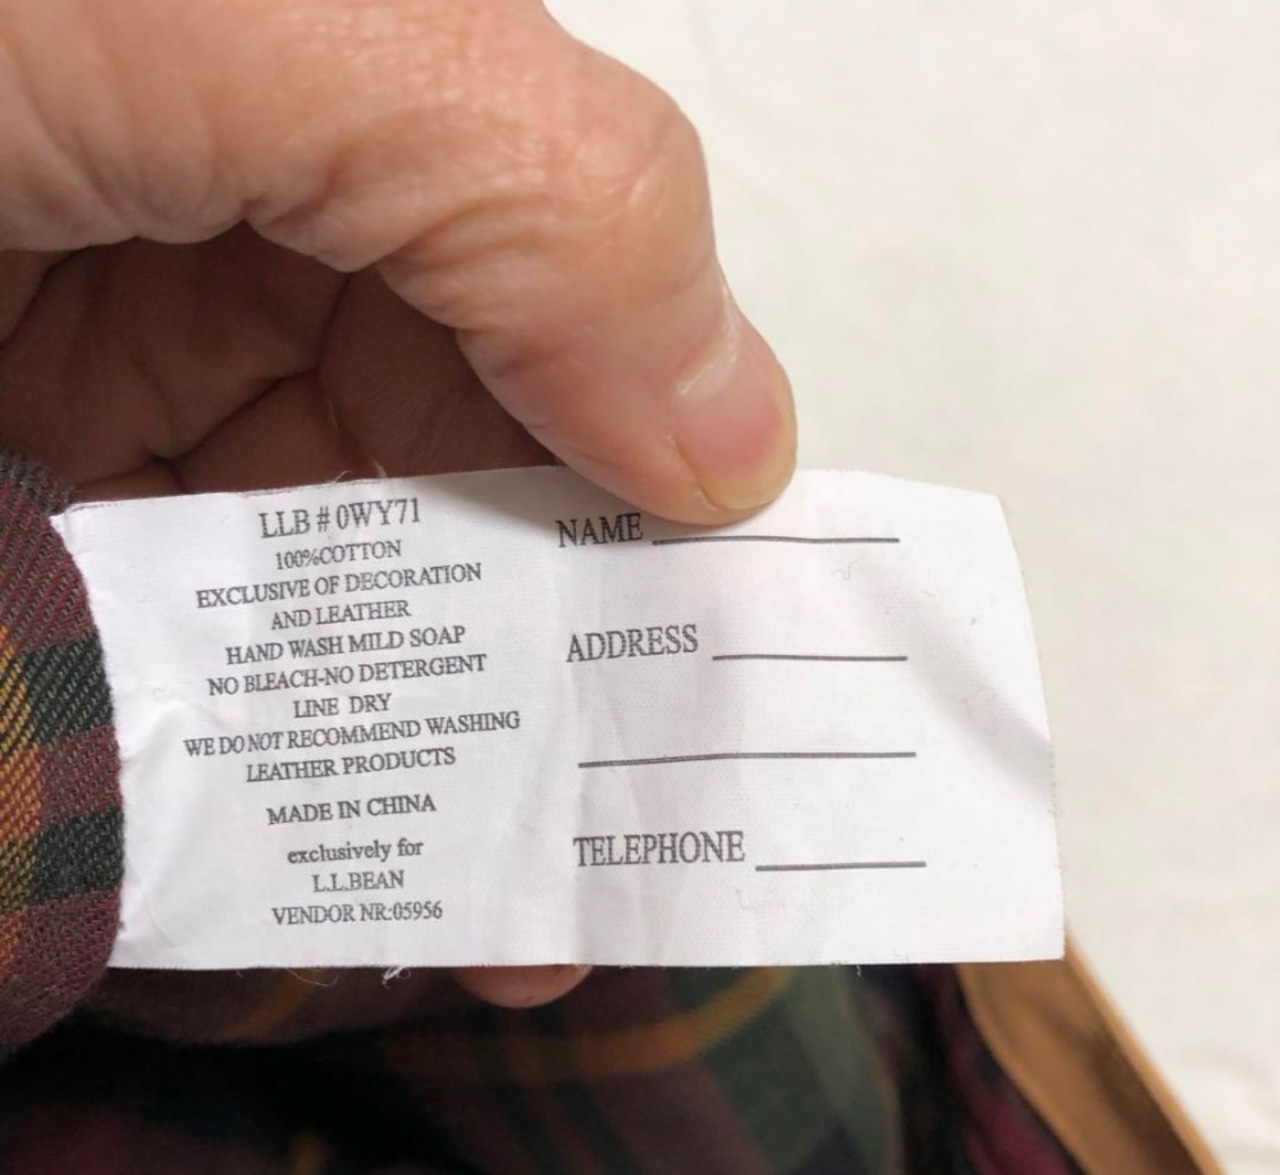 LLB # 0WY71
100%COTTON
EXCLUSIVE OF DECORATION
AND LEATHER
HAND WASH MILD SOAP
NO BLEACH-NO DETERGENT
LINE DRY
WE DO NOT RECOMMEND WASHING
LEATHER PRODUCTS
MADE IN CHINA
exclusively for
L.L.BEAN
VENDOR NR:05956
NAME
ADDRESS
TELEPHONE